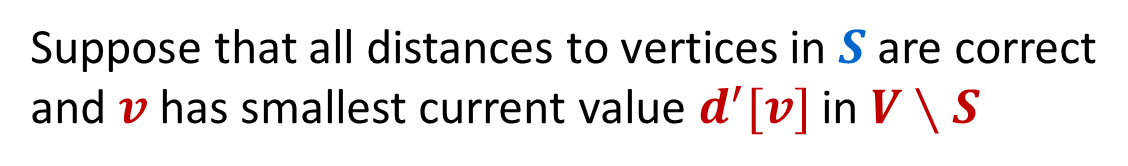 Suppose that all distances to vertices in S are correct
and v has smallest current value d′[v] in V \ S